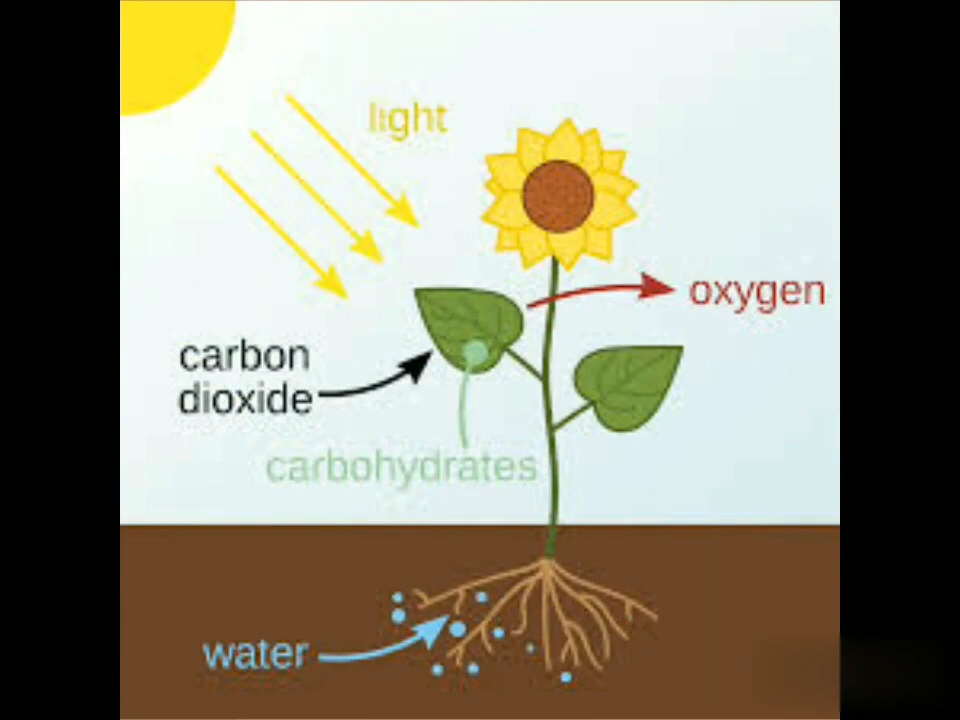 light
oxygen
carbon
dioxide
carbohydrates
water